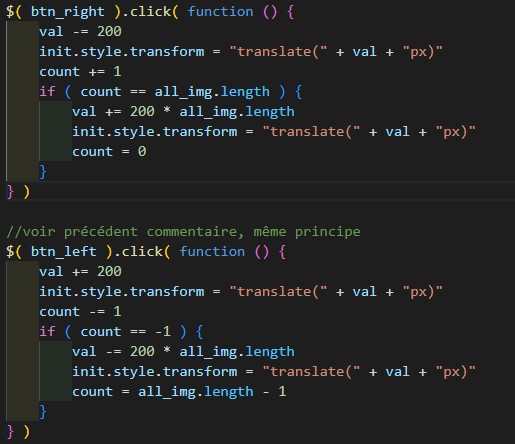 $( btn_right ).click( function () {
    val -= 200
    init.style.transform = "translate(" + val + "px)"
    count += 1
    if ( count == all_img.length ) {
        val += 200 * all_img.length
        init.style.transform = "translate(" + val + "px)"
        count = 0
    }
} )

//voir précédent commentaire, même principe
$( btn_left ).click( function () {
    val += 200
    init.style.transform = "translate(" + val + "px)"
    count -= 1
    if ( count == -1 ) {
        val -= 200 * all_img.length
        init.style.transform = "translate(" + val + "px)"
        count = all_img.length - 1
    }
} )